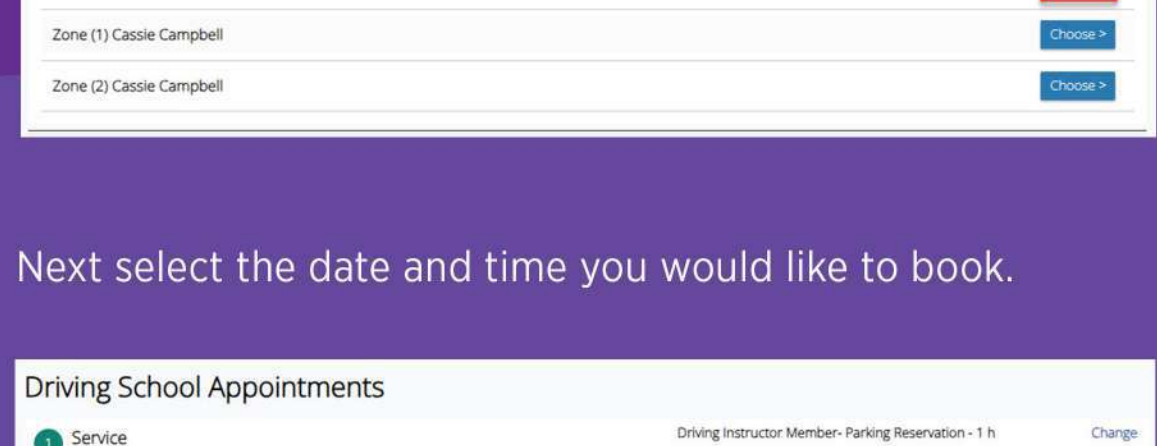 Zone (1) Cassie Campbell Choose >
Zone (2) Cassie Campbell Choose >
Next select the date and time you would like to book.
Driving School Appointments
1 Service Driving Instructor Member- Parking Reservation - 1 h Change